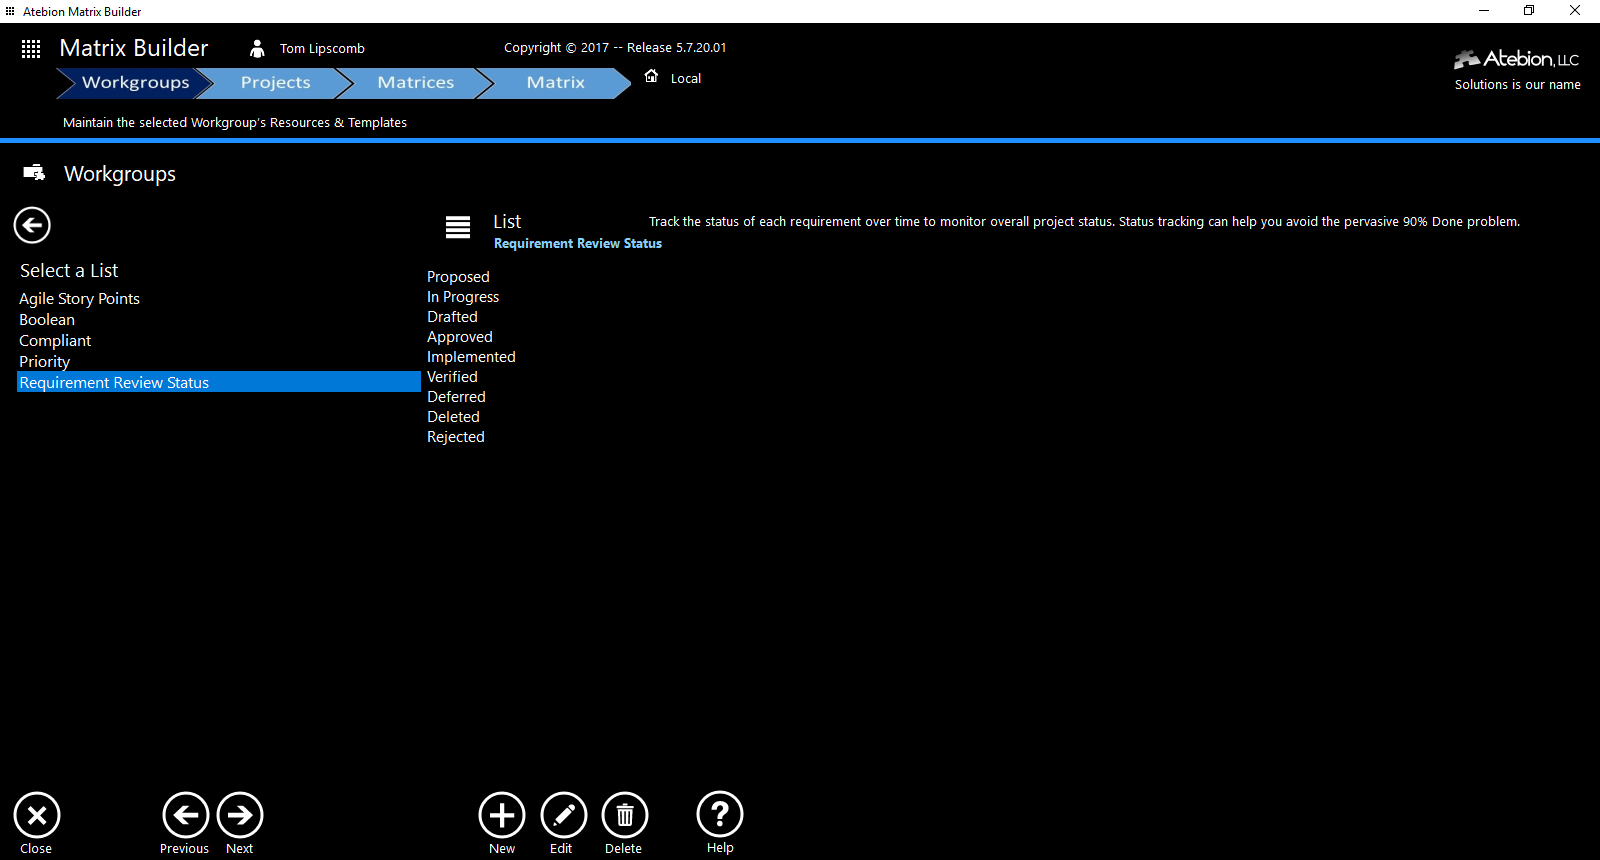 Atebion Matrix Builder
Matrix Builder
Tom Lipscomb
Copyright © 2017 -- Release 5.7.20.01
Atebion, LLC
Solutions is our name
Workgroups
Projects
Matrices
Matrix
Local
Maintain the selected Workgroup's Resources & Templates
Workgroups
List
Track the status of each requirement over time to monitor overall project status. Status tracking can help you avoid the pervasive 90% Done problem.
Requirement Review Status
Select a List
Agile Story Points
Boolean
Compliant
Priority
Requirement Review Status
Proposed
In Progress
Drafted
Approved
Implemented
Verified
Deferred
Deleted
Rejected
Close
Previous
Next
New
Edit
Delete
?
Help